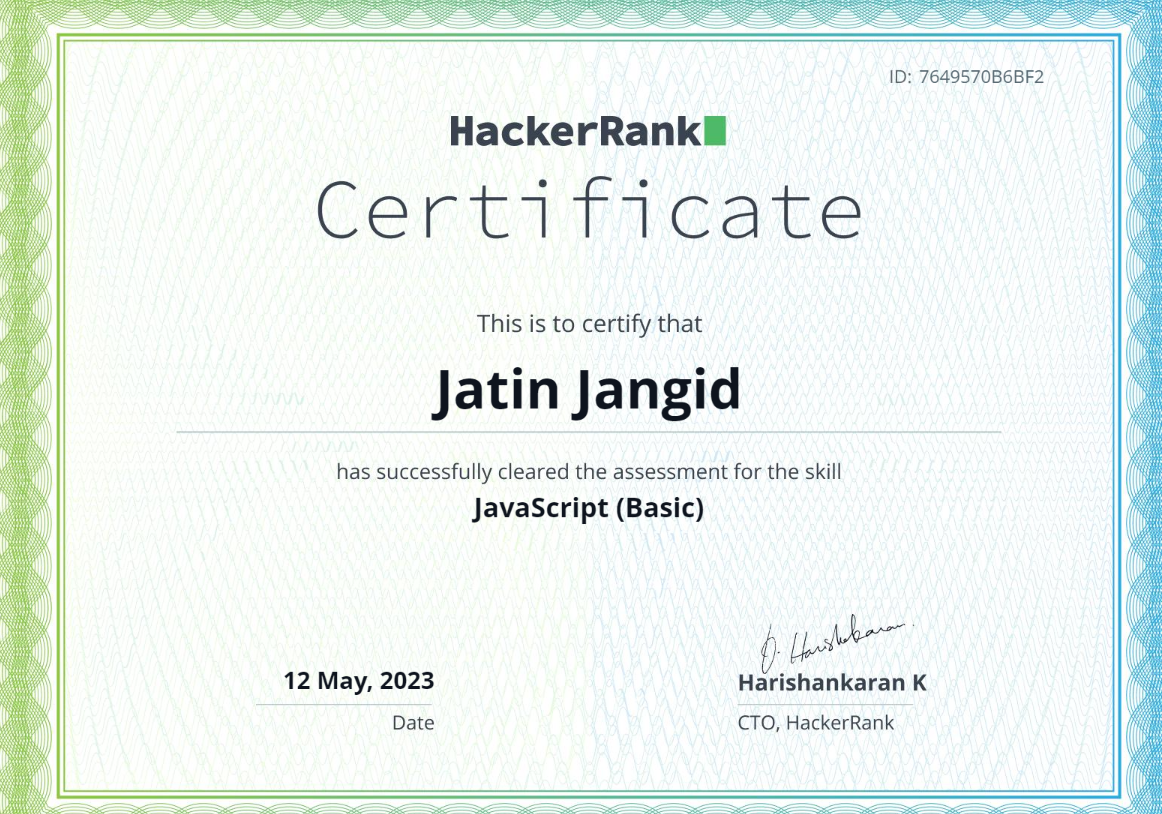 ID: 7649570B6BF2
HackerRank
Certificate
This is to certify that
Jatin Jangid
has successfully cleared the assessment for the skill
JavaScript (Basic)
12 May, 2023
Date
Harishankaran K
CTO, HackerRank